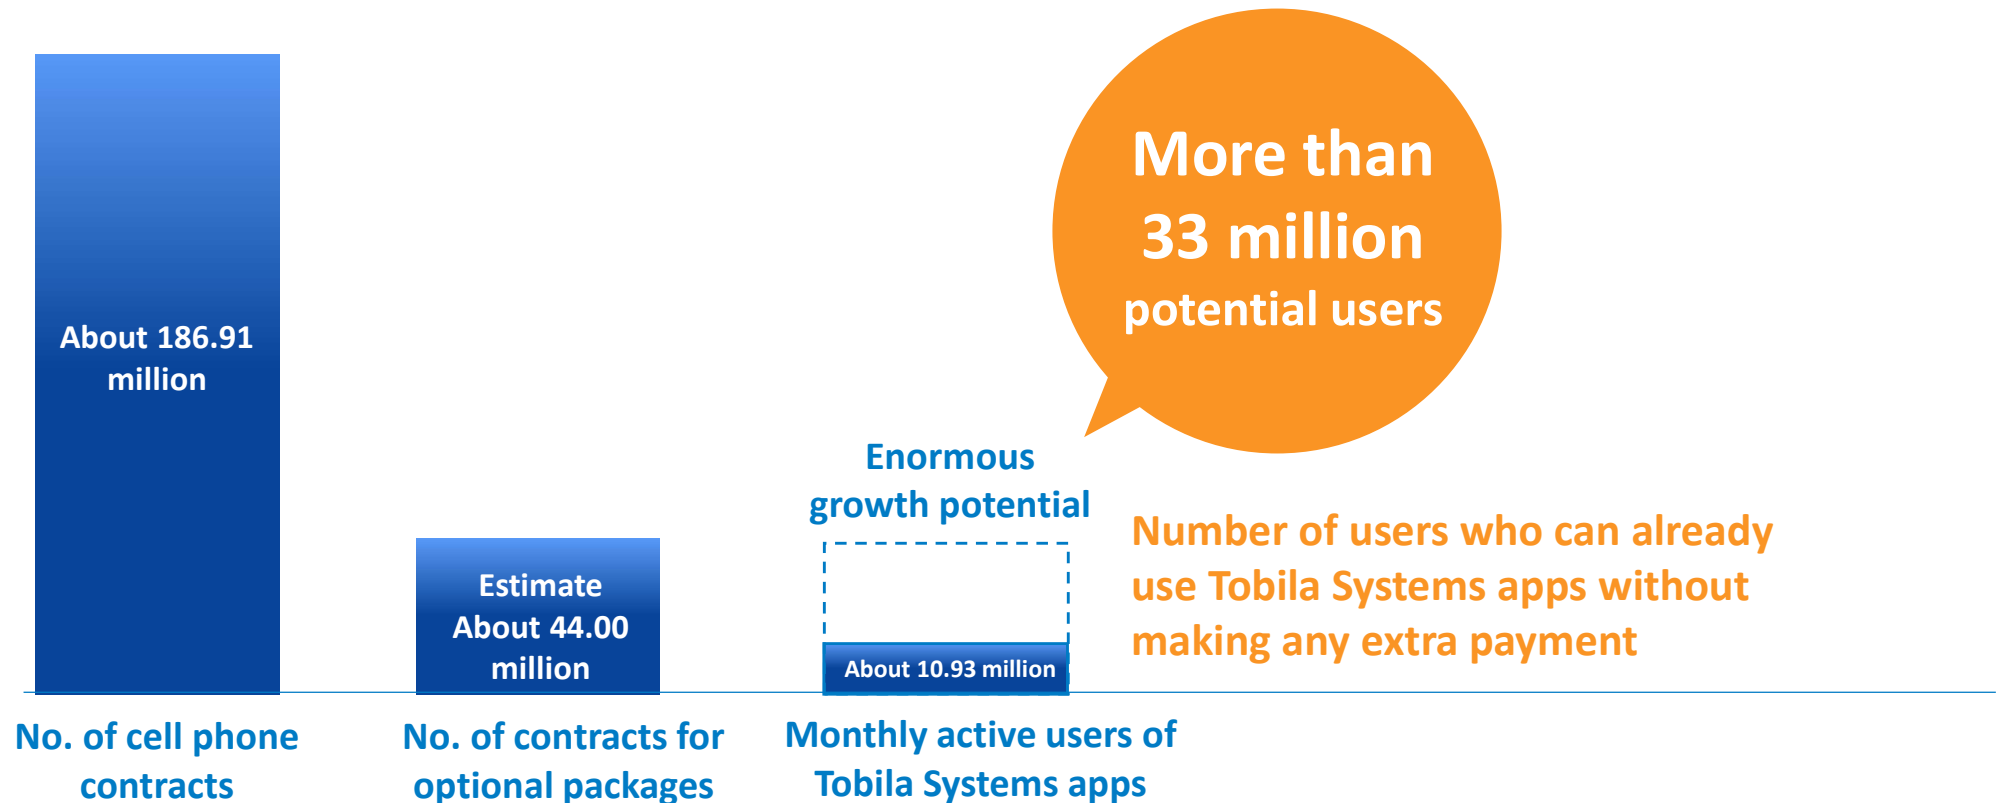 More than
33 million
potential users
About 186.91
million
Enormous
growth potential
Number of users who can already
use Tobila Systems apps without
making any extra payment
Estimate
About 44.00
million
About 10.93 million
No. of cell phone
contracts
No. of contracts for
optional packages
Monthly active users of
Tobila Systems apps